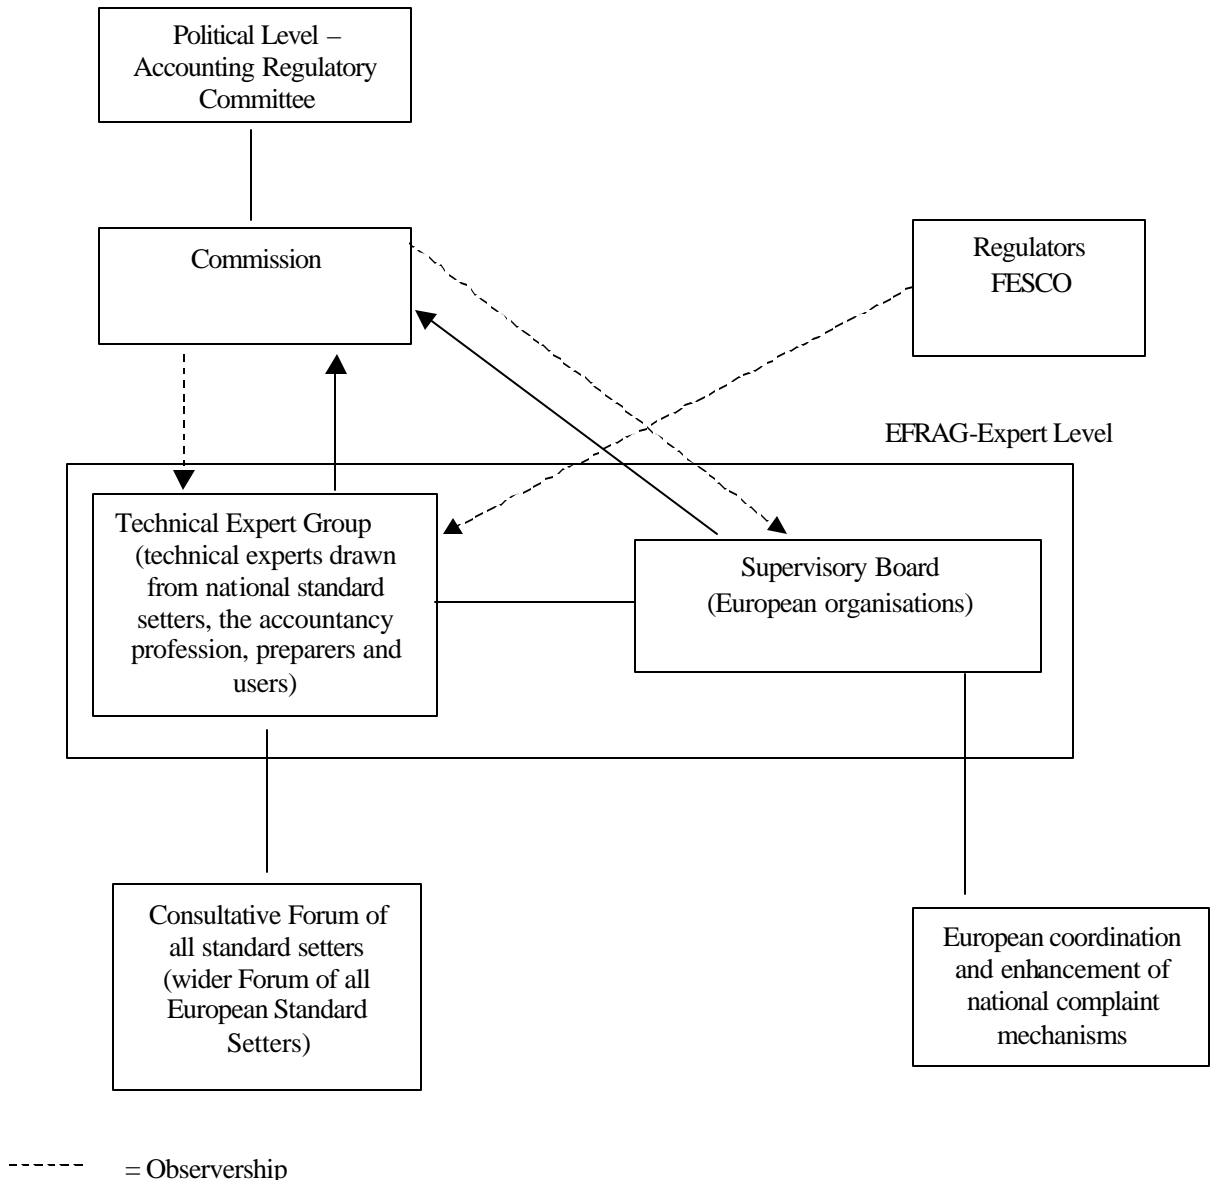 Political Level –
Accounting Regulatory
Committee
Commission
Regulators
FESCO
EFRAG-Expert Level
Technical Expert Group
(technical experts drawn
from national standard
setters, the accountancy
profession, preparers and
users)
Supervisory Board
(European organisations)
Consultative Forum of
all standard setters
(wider Forum of all
European Standard
Setters)
European coordination
and enhancement of
national complaint
mechanisms
= Observership